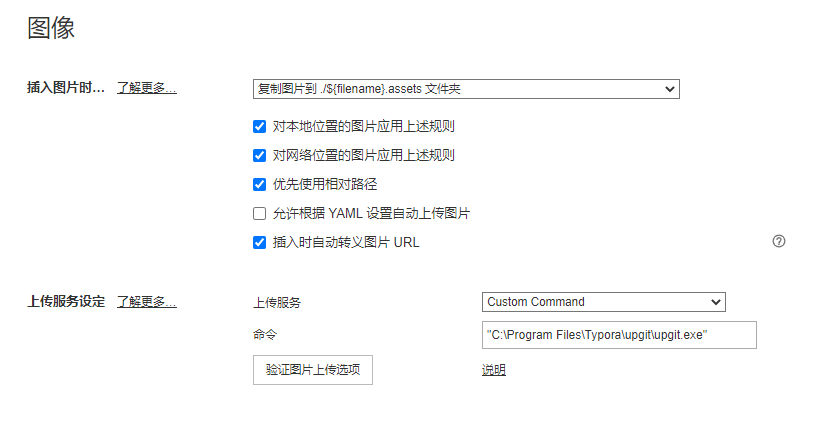 图像
插入图片时... 了解更多...
复制图片到 ./${filename}.assets 文件夹
对本地位置的图片应用上述规则
对网络位置的图片应用上述规则
优先使用相对路径
允许根据 YAML 设置自动上传图片
插入时自动转义图片 URL
上传服务设定 了解更多...
上传服务 Custom Command
命令 "C:\Program Files\Typora\upgit\upgit.exe"
验证图片上传选项 说明